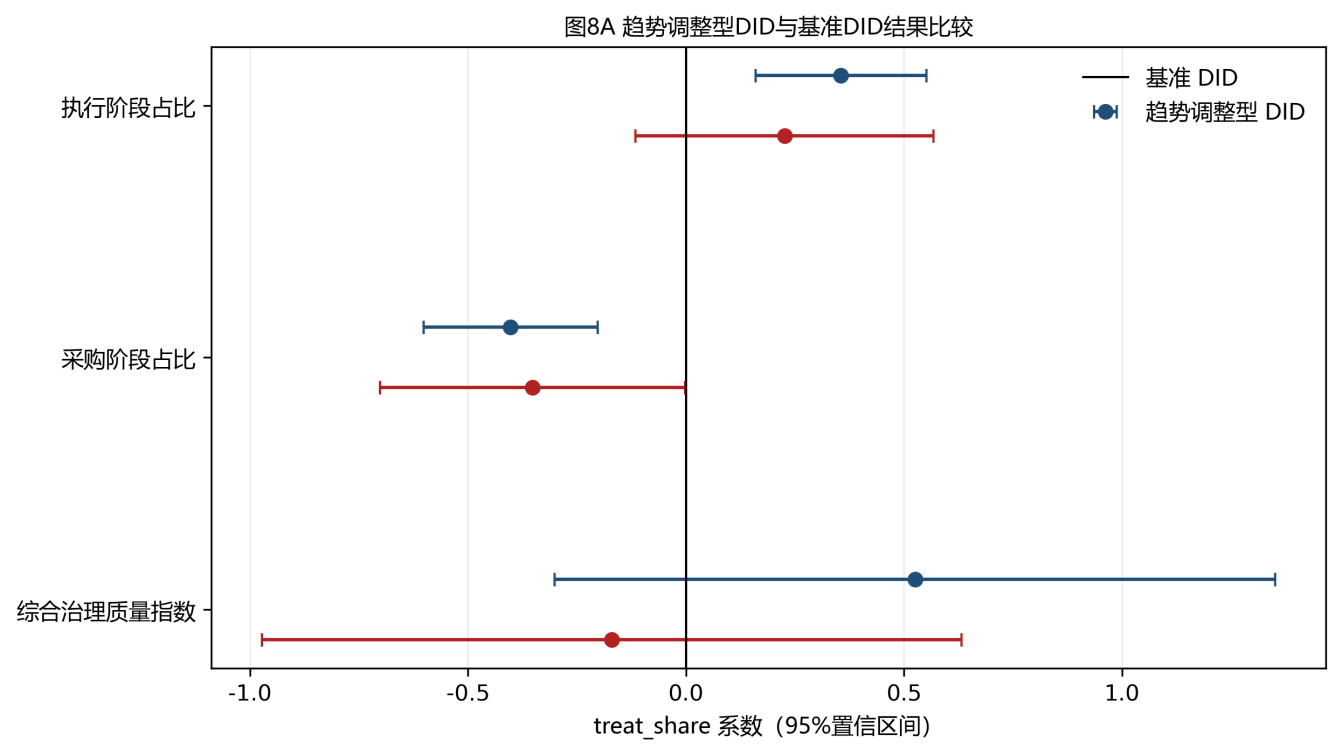 图8A 趋势调整型DID与基准DID结果比较
基准 DID
趋势调整型 DID
执行阶段占比
采购阶段占比
综合治理质量指数
-1.0
-0.5
0.0
0.5
1.0
treat_share 系数（95%置信区间）